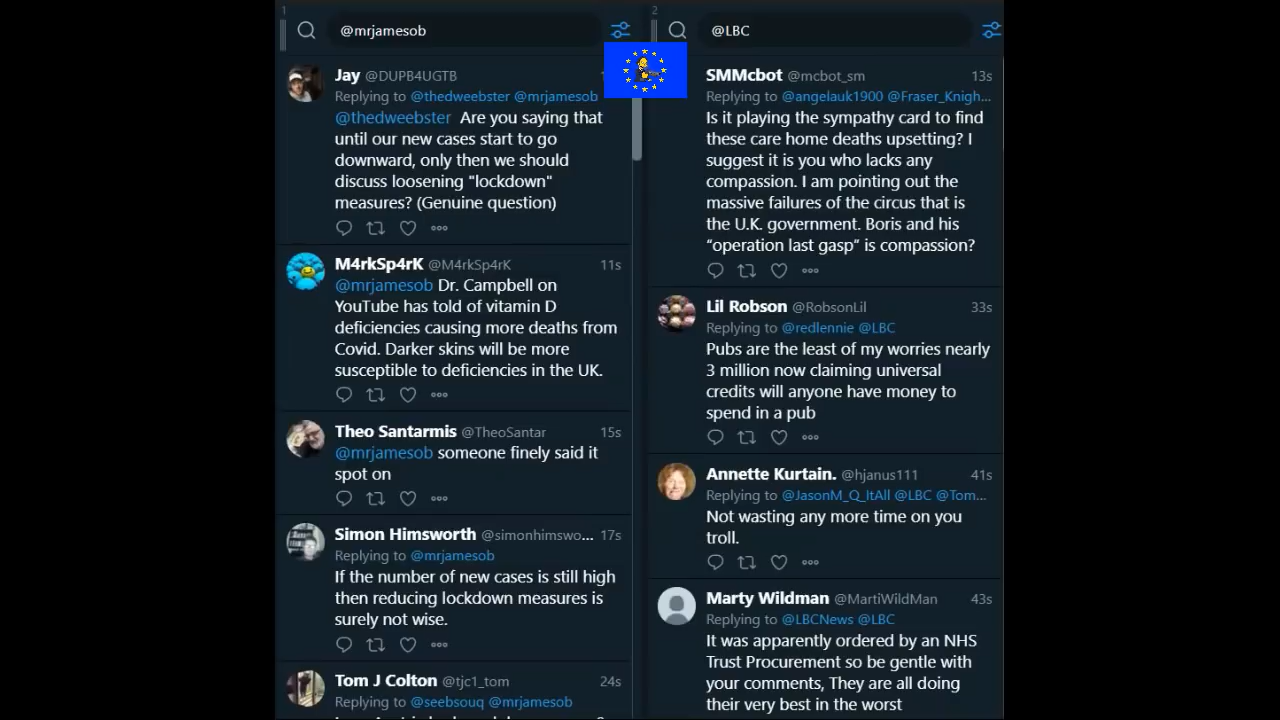 1
@mrjamesob
Jay @DUPB4UGTB
Replying to @thedweebster @mrjamesob
@thedweebster Are you saying that
until our new cases start to go
downward, only then we should
discuss loosening "lockdown"
measures? (Genuine question)
M4rkSp4rK @M4rkSp4rK 11s
@mrjamesob Dr. Campbell on
YouTube has told of vitamin D
deficiencies causing more deaths from
Covid. Darker skins will be more
susceptible to deficiencies in the UK.
Theo Santarmis @TheoSantar 15s
@mrjamesob someone finely said it
spot on
Simon Himsworth @simonhimswo... 17s
Replying to @mrjamesob
If the number of new cases is still high
then reducing lockdown measures is
surely not wise.
Tom J Colton @tjc1_tom 24s
Replying to @seebsouq @mrjamesob
2
@LBC
SMMcbot @mcbot_sm 13s
Replying to @angelauk1900 @Fraser_Knigh...
Is it playing the sympathy card to find
these care home deaths upsetting? I
suggest it is you who lacks any
compassion. I am pointing out the
massive failures of the circus that is
the U.K. government. Boris and his
“operation last gasp” is compassion?
Lil Robson @RobsonLil 33s
Replying to @redlennie @LBC
Pubs are the least of my worries nearly
3 million now claiming universal
credits will anyone have money to
spend in a pub
Annette Kurtain. @hjanus111 41s
Replying to @JasonM_Q_ItAll @LBC @Tom...
Not wasting any more time on you
troll.
Marty Wildman @MartiWildMan 43s
Replying to @LBCNews @LBC
It was apparently ordered by an NHS
Trust Procurement so be gentle with
your comments, They are all doing
their very best in the worst